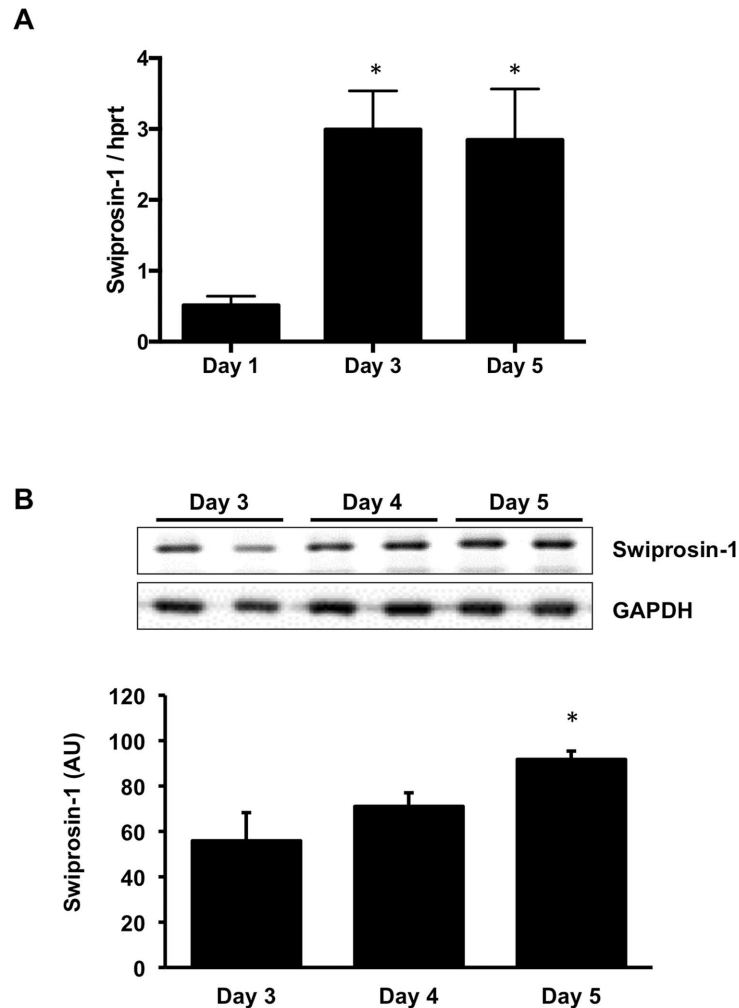 A
Swiprosin-1 / hprt
4
3
2
1
0
*
*
Day 1 Day 3 Day 5
B
Day 3 Day 4 Day 5
Swiprosin-1
GAPDH
Swiprosin-1 (AU)
120
100
80
60
40
20
0
*
Day 3 Day 4 Day 5